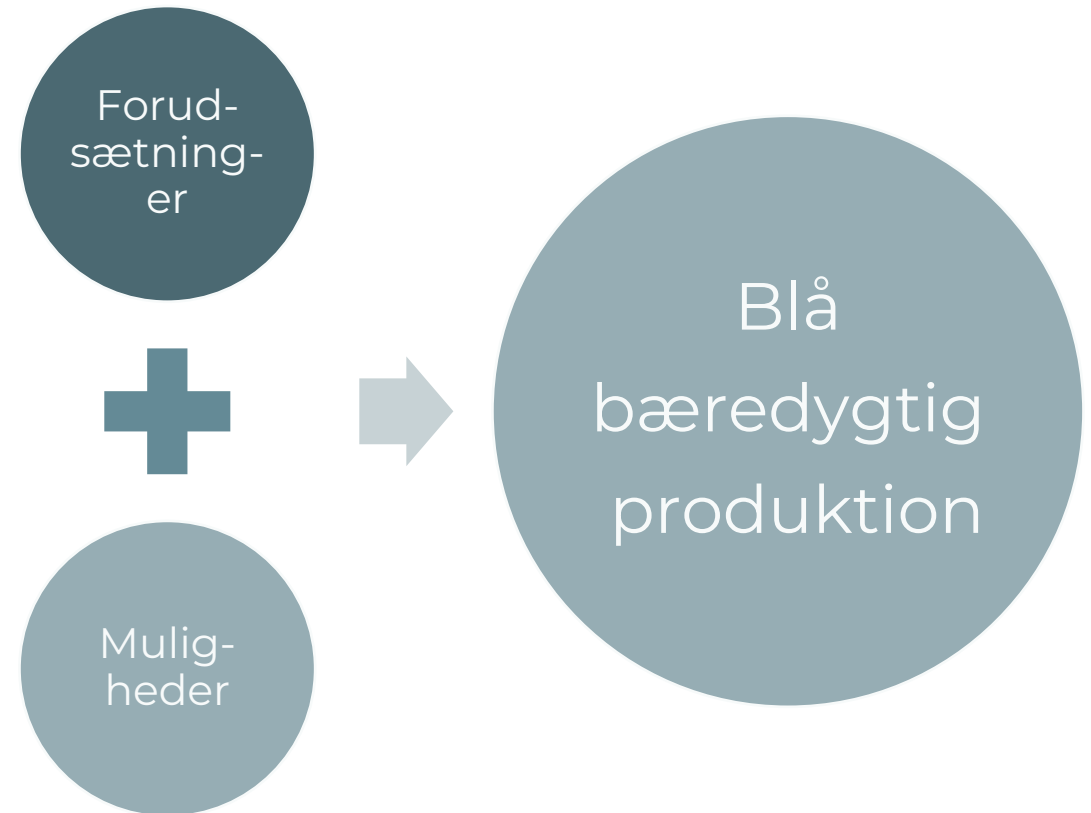 Forud-
sætning-
er
Mulig-
heder
Blå
bæredygtig
produktion